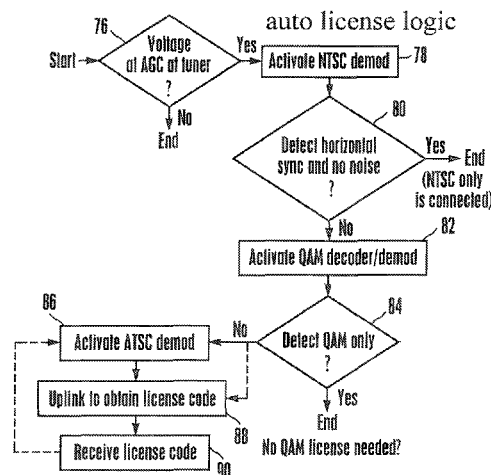 auto license logic
76
Voltage
at AGC at tuner
?
Start
Yes
Activate NTSC demod
78
No
End
80
Detect horizontal
sync and no noise
?
Yes
End
(NTSC only
is connected)
No
82
Activate QAM decoder/demod
84
Detect QAM only
?
No
86
Activate ATSC demod
Uplink to obtain license code
88
Receive license code
90
Yes
End
No QAM license needed?